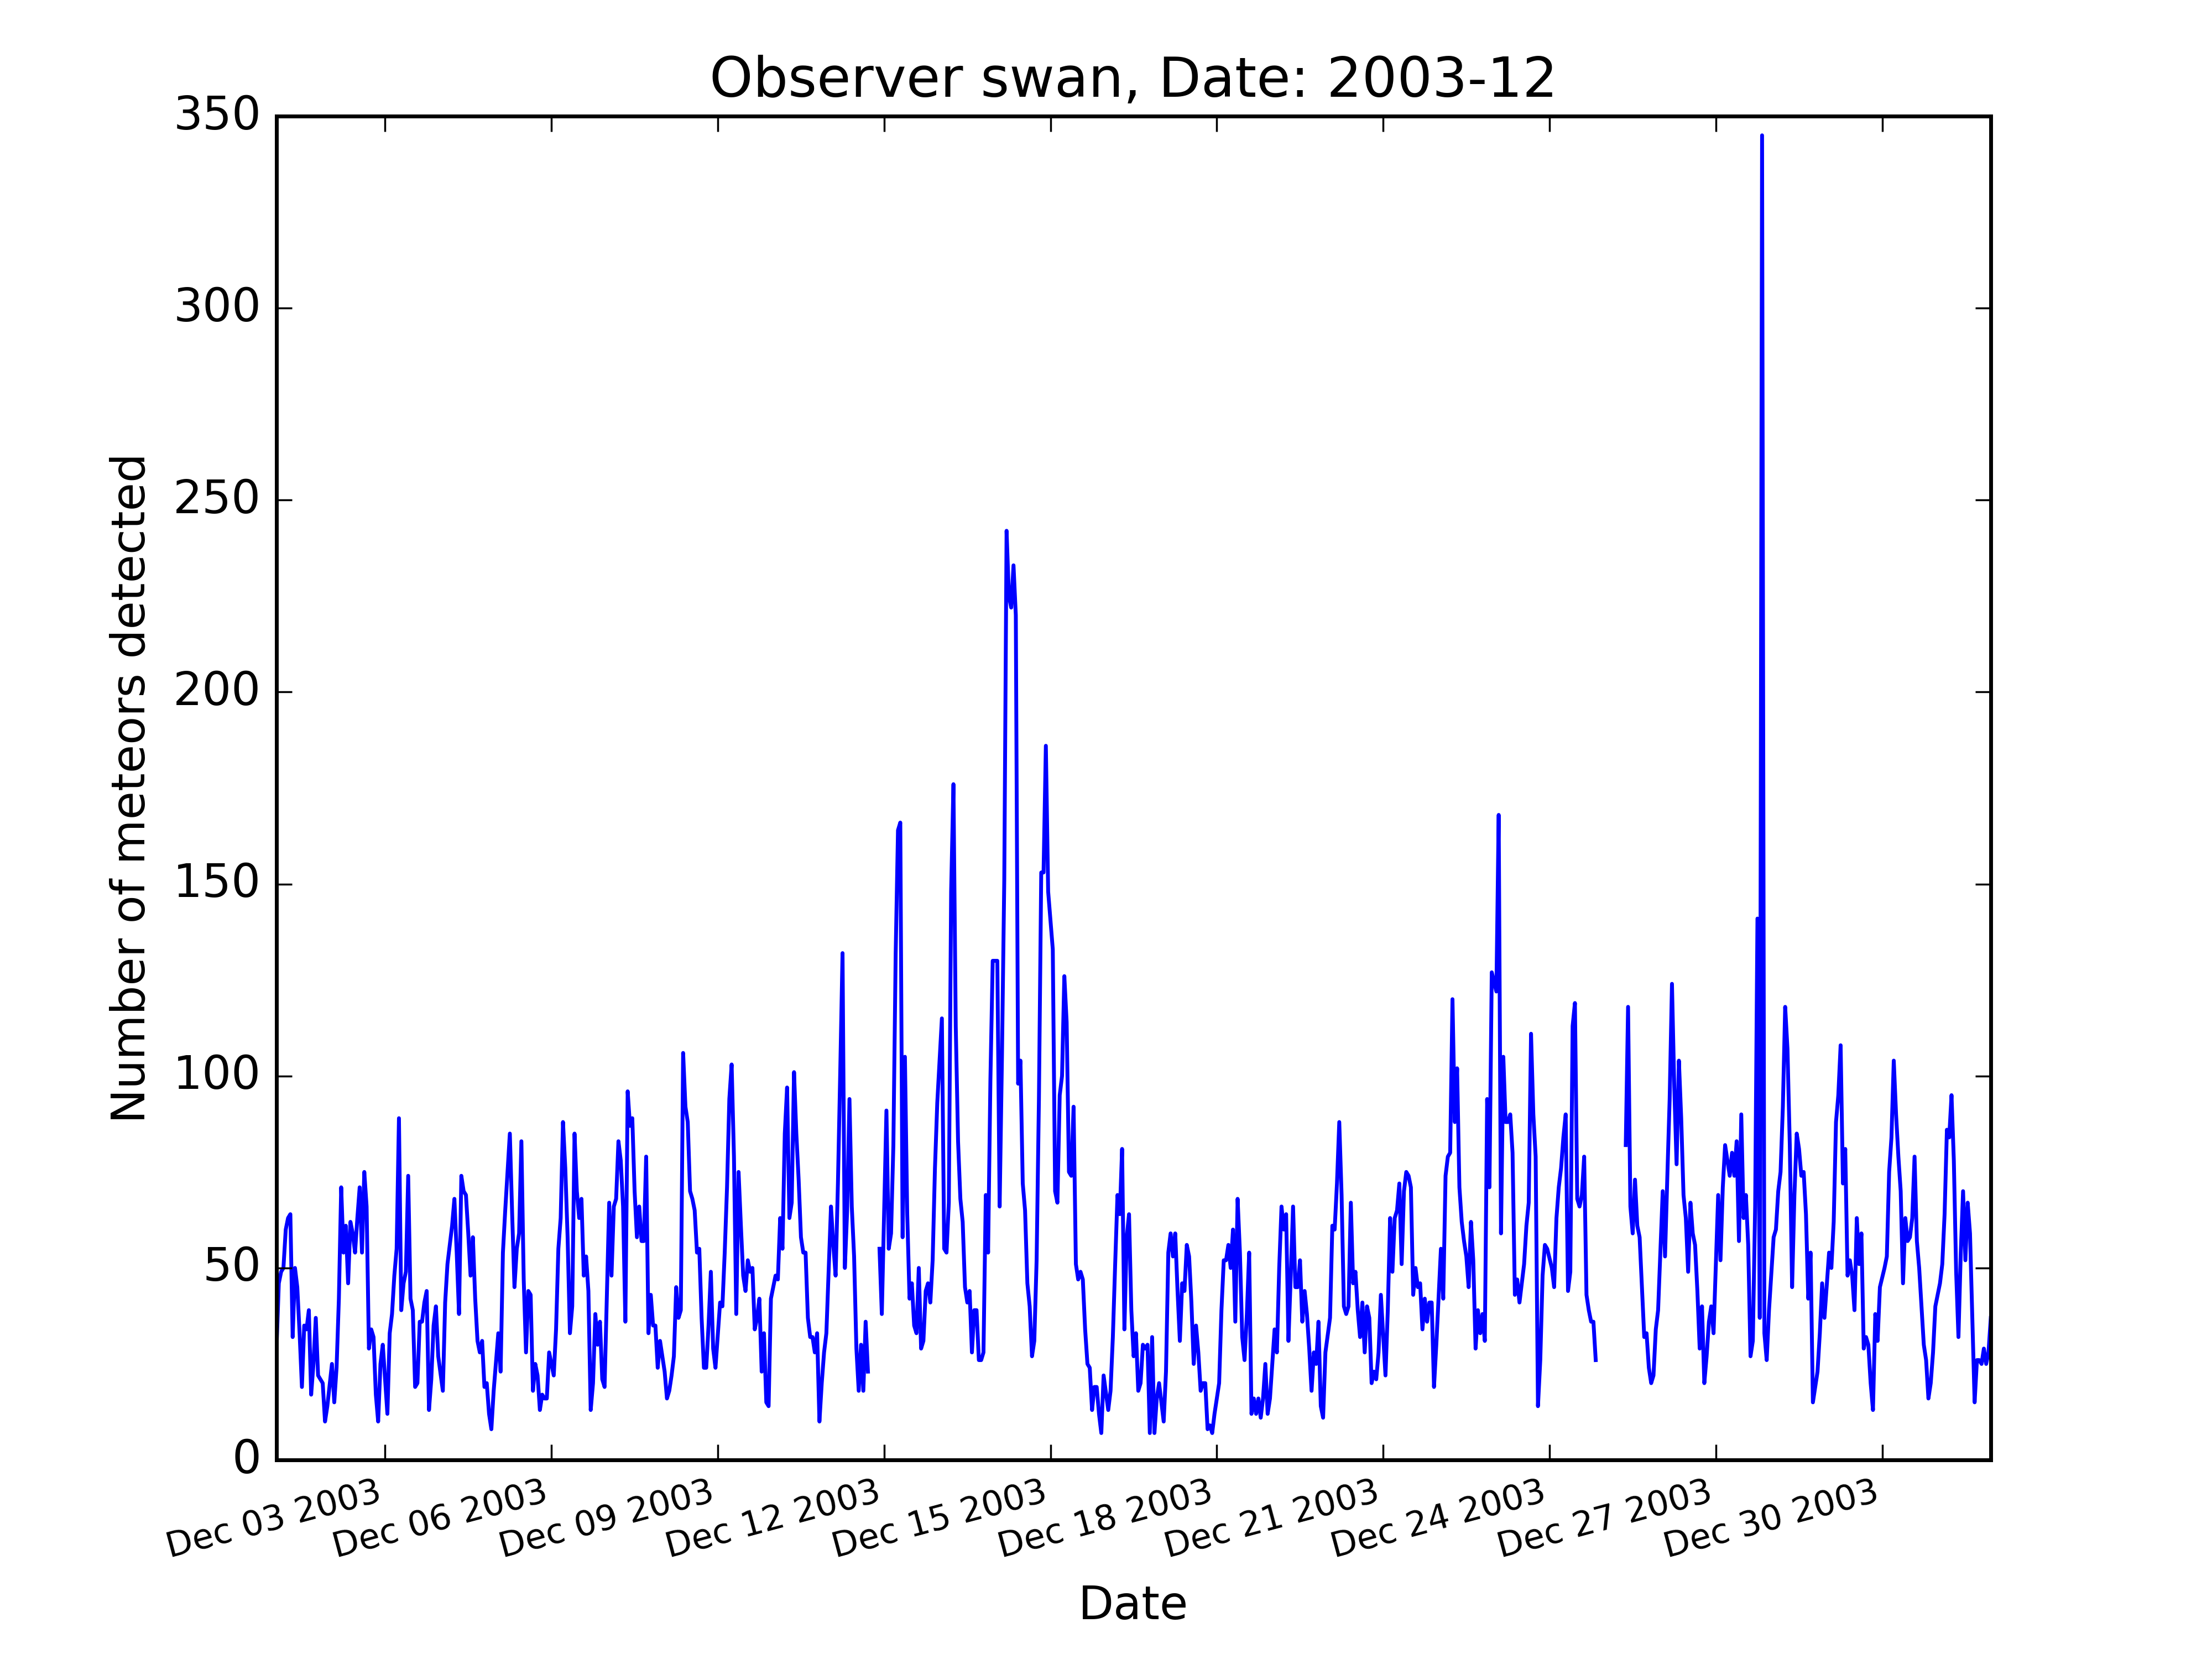 Observer swan, Date: 2003-12
350
300
250
200
150
100
50
0
Number of meteors detected
Dec 03 2003
Dec 06 2003
Dec 09 2003
Dec 12 2003
Dec 15 2003
Dec 18 2003
Dec 21 2003
Dec 24 2003
Dec 27 2003
Dec 30 2003
Date